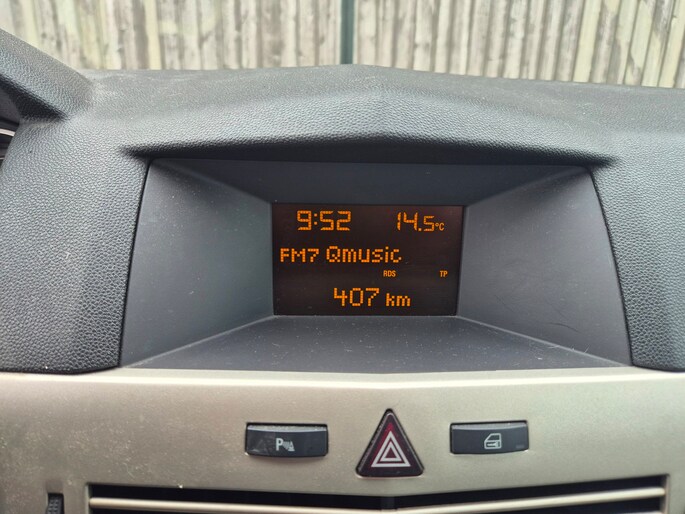 9:52 14.5°C
FM7 Qmusic
RDS TP
407 km
P